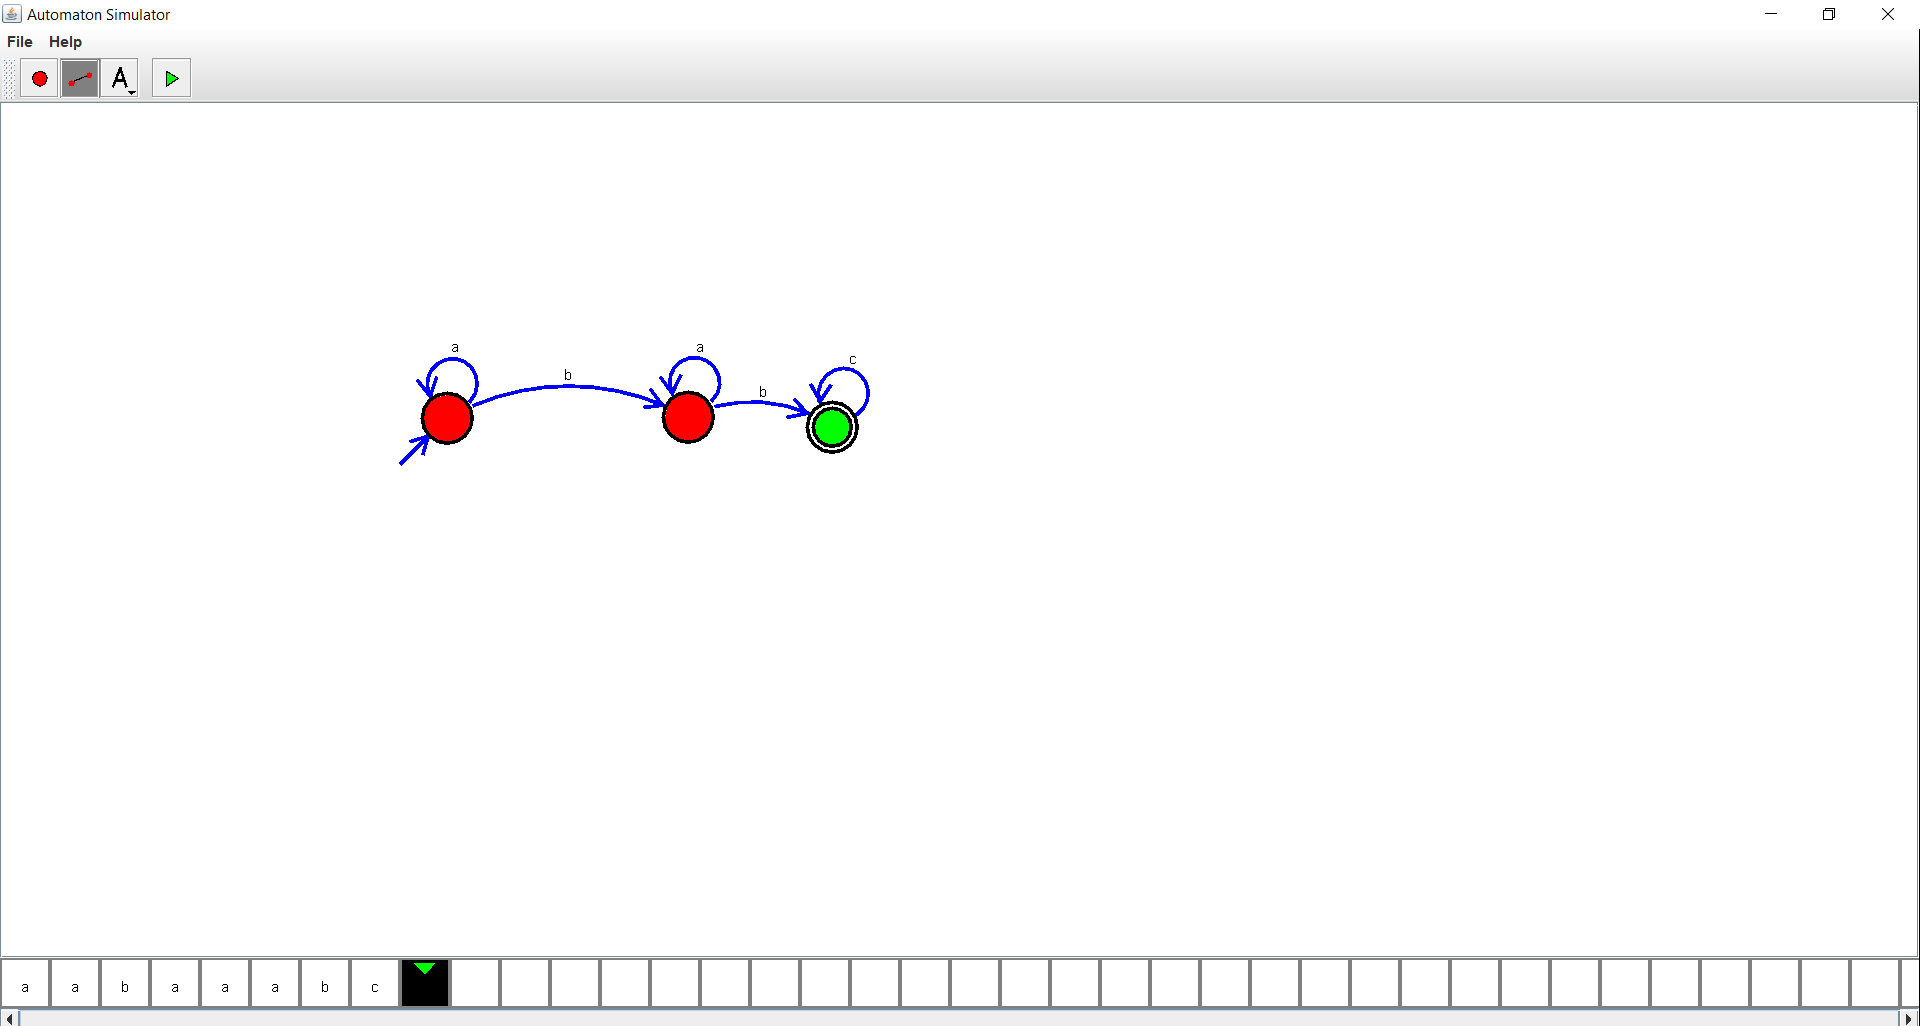 Automaton Simulator
File Help
A
a a c
b b
a a b a a a b c